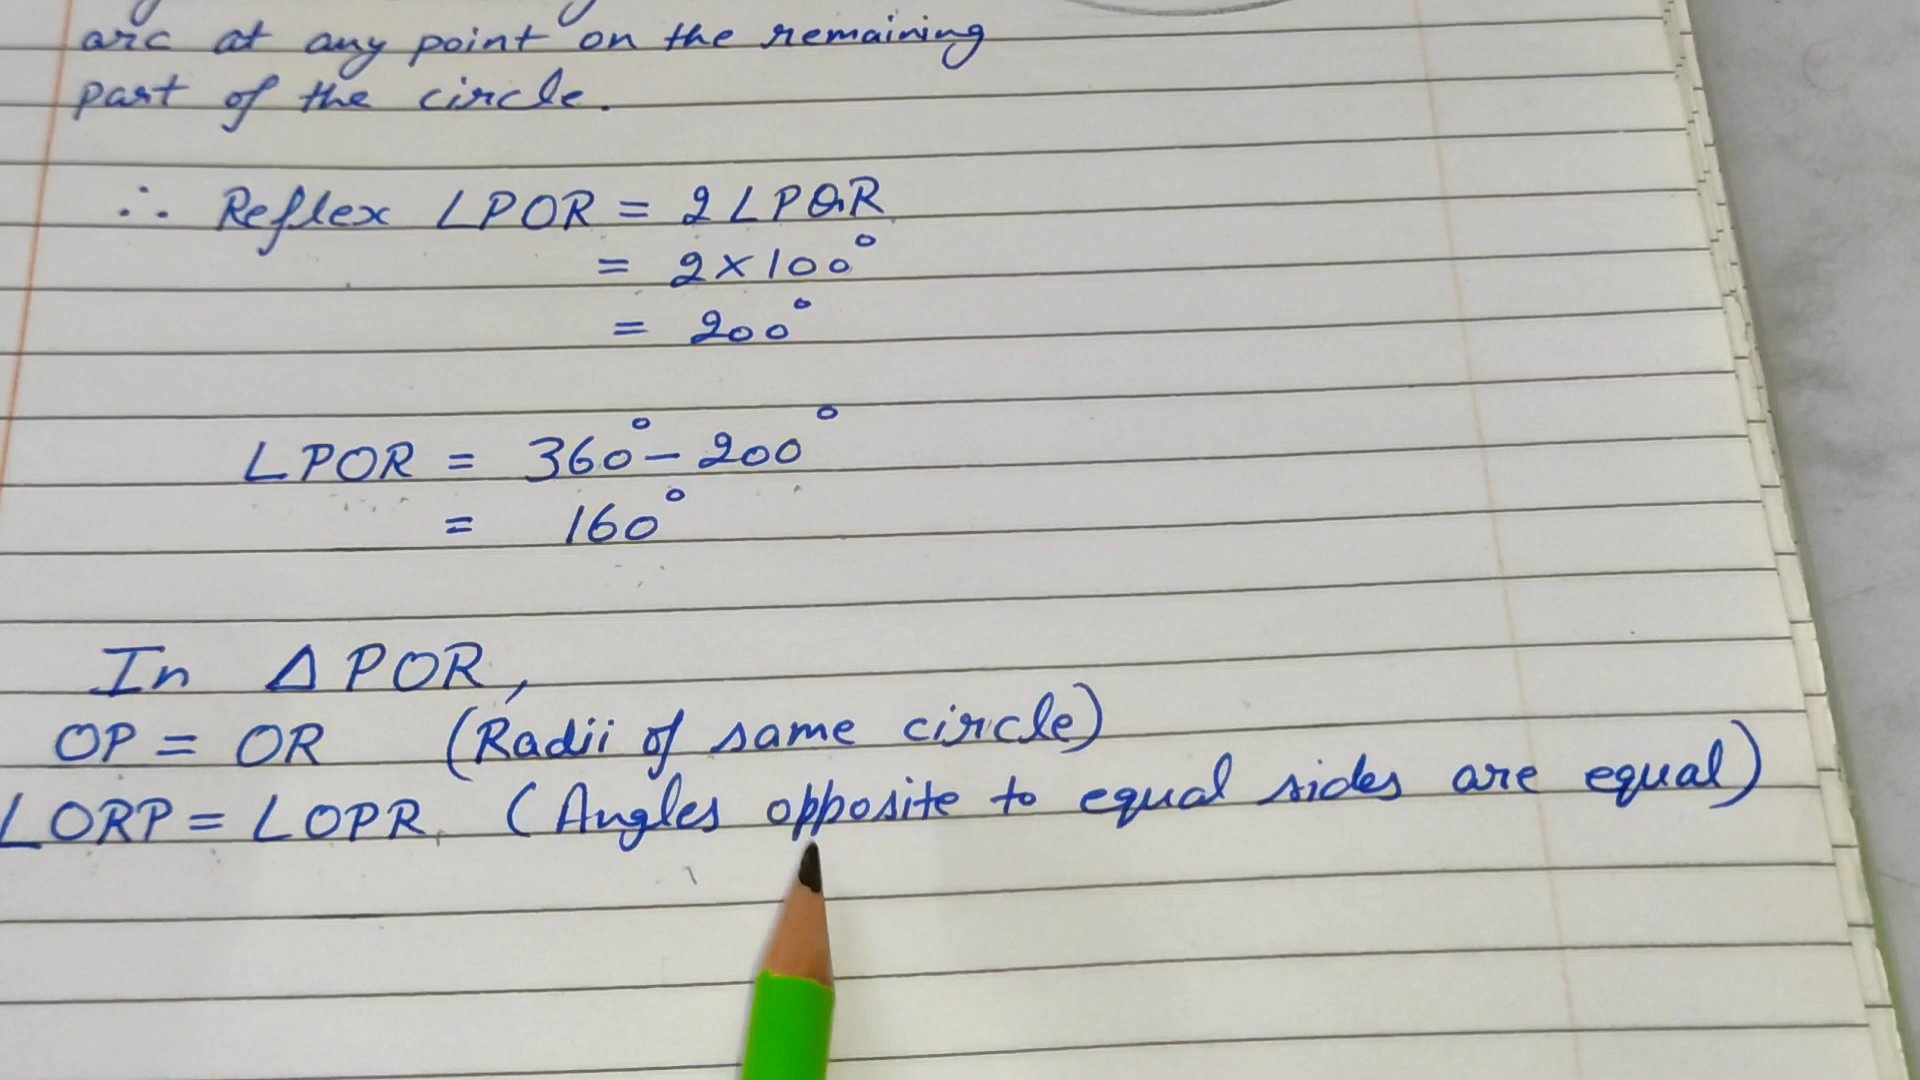 arc at any point on the remaining
part of the circle.
∴ Reflex ∠POR = 2∠PQR
= 2×100°
= 200°
∠POR = 360° - 200°
= 160°
In ΔPOR,
OP = OR (Radii of same circle)
∠ORP = ∠OPR (Angles opposite to equal sides are equal)